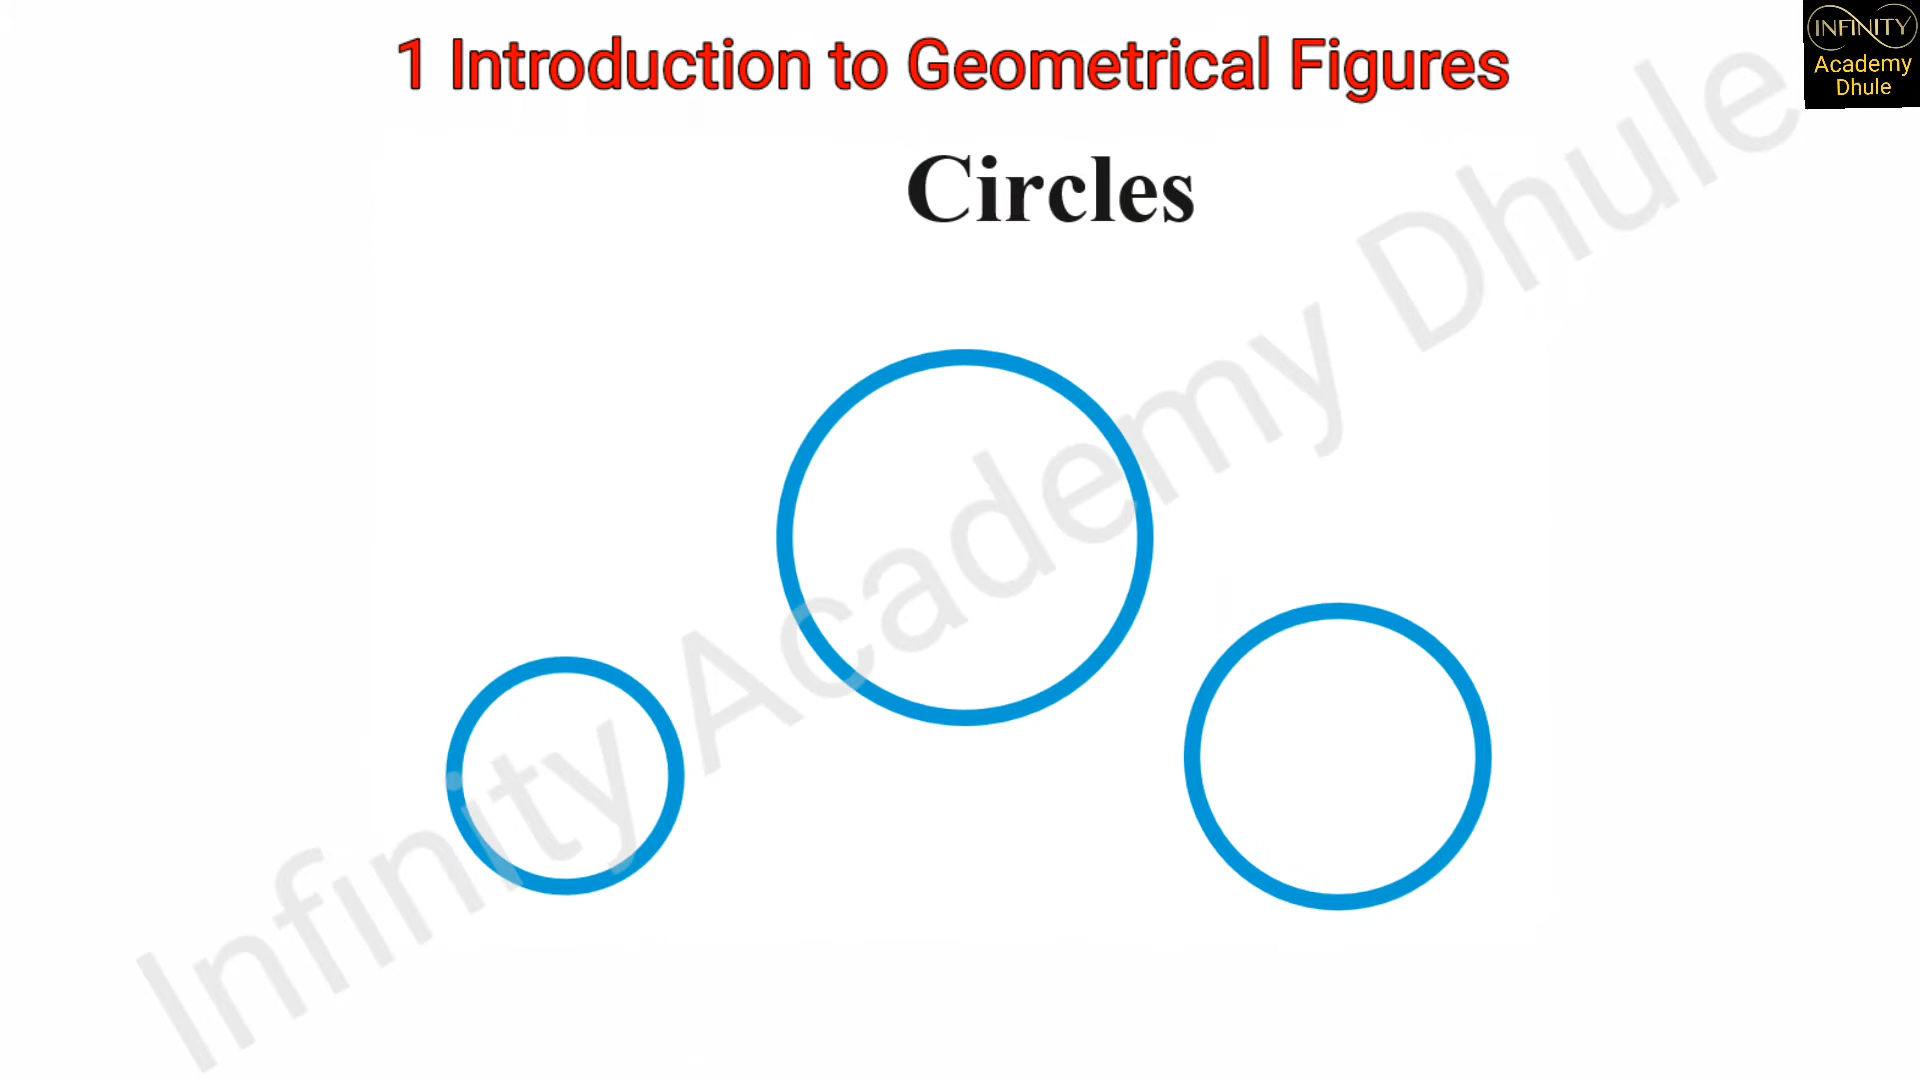 1 Introduction to Geometrical Figures
INFINITY
Academy
Dhule
Circles
Infinity Academy Dhule